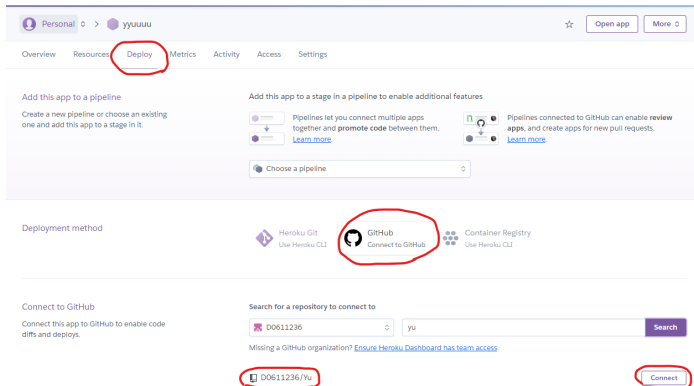 Personal > yyuuuu
Open app
More
Overview Resources Deploy Metrics Activity Access Settings
Add this app to a pipeline
Create a new pipeline or choose an existing
one and add this app to a stage in it.
Add this app to a stage in a pipeline to enable additional features
Pipelines let you connect multiple apps
together and promote code between them.
Learn more.
Pipelines connected to GitHub can enable review
apps, and create apps for new pull requests.
Learn more.
Choose a pipeline
Deployment method
Heroku Git
Use Heroku CLI
GitHub
Connect to GitHub
Container Registry
Use Heroku CLI
Connect to GitHub
Connect this app to GitHub to enable code
diffs and deploys.
Search for a repository to connect to
D0611236
yu
Search
Missing a GitHub organization? Ensure Heroku Dashboard has team access.
D0611236/Yu
Connect